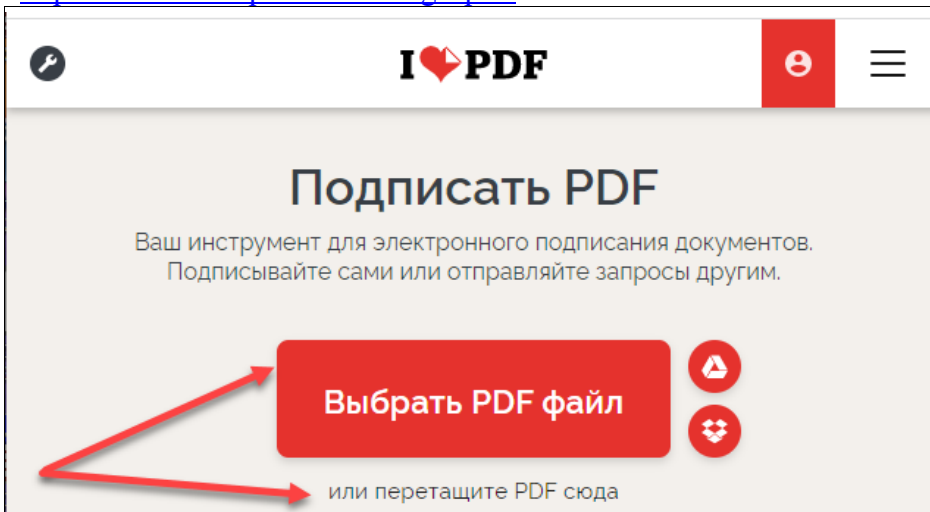 I PDF
Подписать PDF
Ваш инструмент для электронного подписания документов.
Подписывайте сами или отправляйте запросы другим.
Выбрать PDF файл
или перетащите PDF сюда